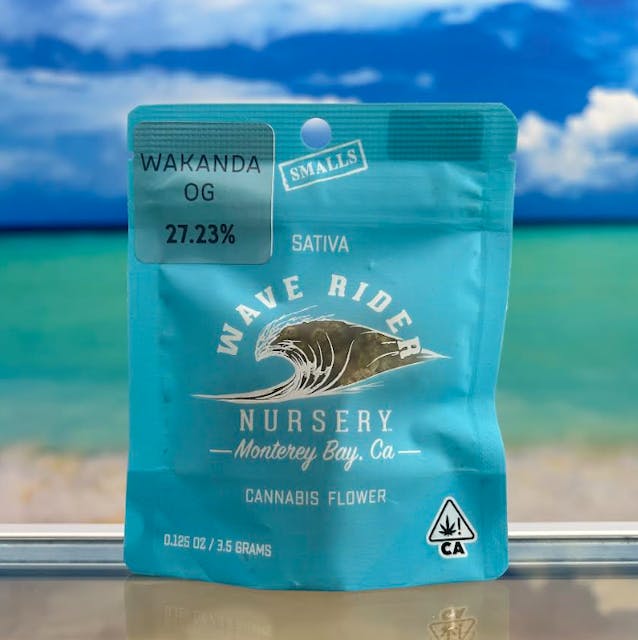 WAKANDA
OG
27.23%
SMALLS
SATIVA
WAVE RIDER
NURSERY
Monterey Bay, Ca
CANNABIS FLOWER
0.125 OZ / 3.5 GRAMS
!
CA